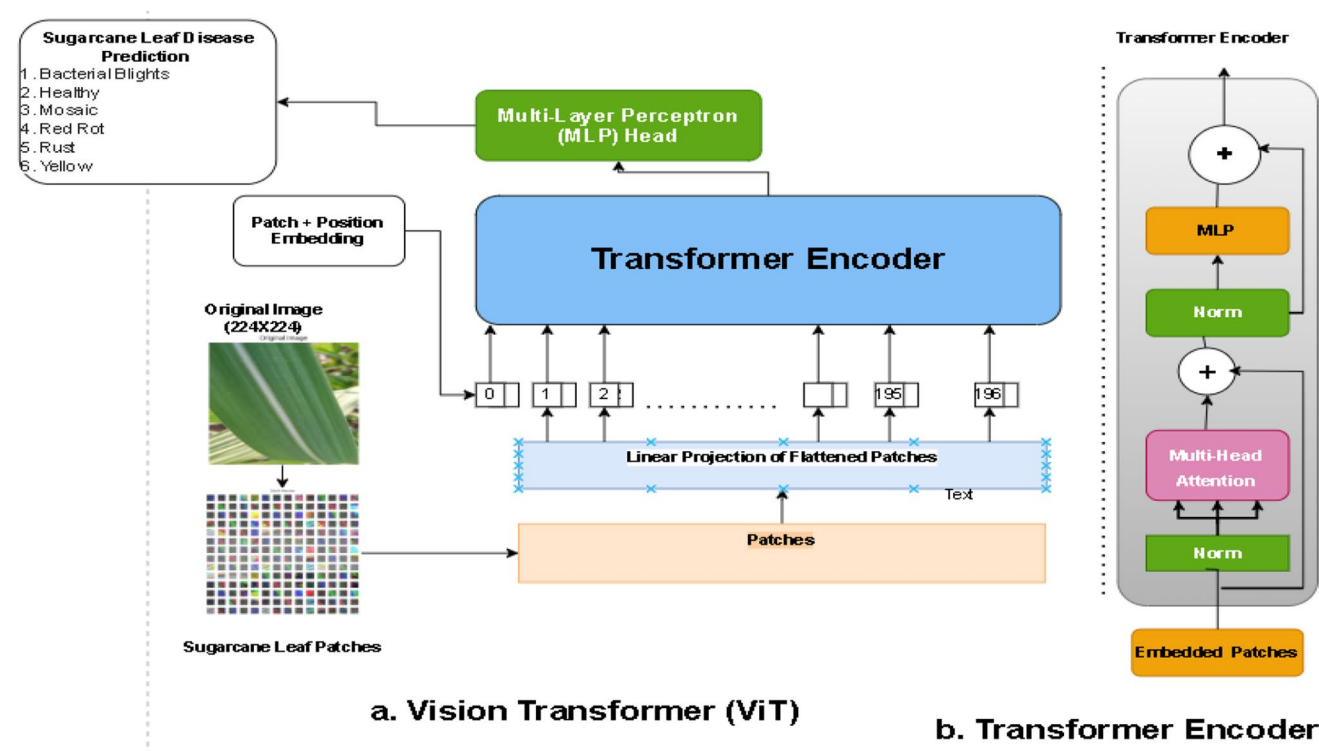 Sugarcane Leaf Disease
Prediction
1. Bacterial Blights
2. Healthy
3. Mosaic
4. Red Rot
5. Rust
6. Yellow
Multi-Layer Perceptron
(MLP) Head
Patch + Position
Embedding
Transformer Encoder
Original Image
(224X224)
Original Image
0
1
2
195
196
Linear Projection of Flattened Patches
Text
Patches
Sugarcane Leaf Patches
a. Vision Transformer (ViT)
Transformer Encoder
+
MLP
Norm
+
Multi-Head
Attention
Norm
Embedded Patches
b. Transformer Encoder